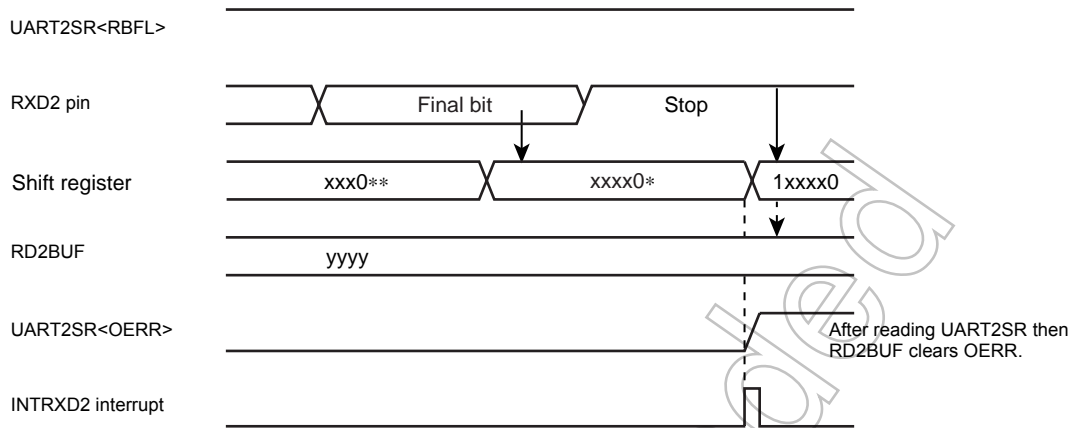 UART2SR<RBFL>
RXD2 pin
Final bit
Stop
Shift register
xxx0**
xxxx0*
1xxxx0
RD2BUF
yyyy
UART2SR<OERR>
After reading UART2SR then
RD2BUF clears OERR.
INTRXD2 interrupt
ded